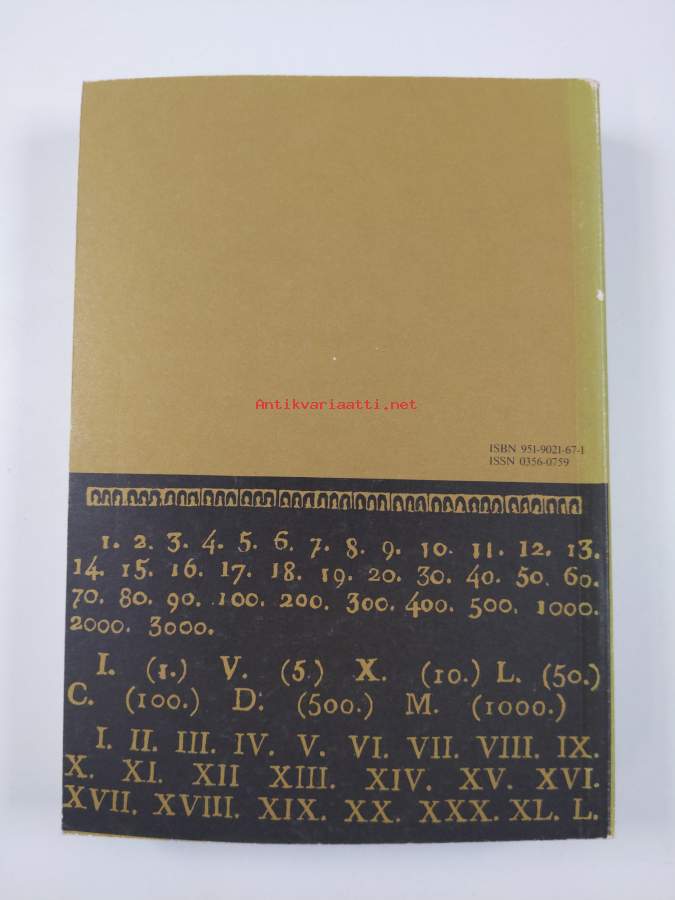 Antikvariaatti.net
ISBN 951-9021-67-1
ISSN 0356-0759
1. 2. 3. 4. 5. 6. 7. 8. 9. 10. 11. 12. 13.
14. 15. 16. 17. 18. 19. 20. 30. 40. 50. 60.
70. 80. 90. 100. 200. 300. 400. 500. 1000.
2000. 3000.
I. (1.) V. (5.) X. (10.) L. (50.)
C. (100.) D. (500.) M. (1000.)
I. II. III. IV. V. VI. VII. VIII. IX.
X. XI. XII XIII. XIV. XV. XVI.
XVII. XVIII. XIX. XX. XXX. XL. L.